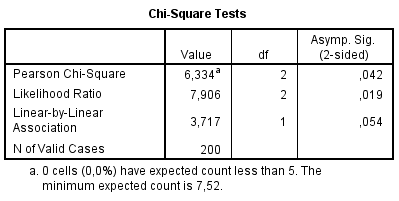 Chi-Square Tests
Value df Asymp. Sig. (2-sided)
Pearson Chi-Square 6,334a 2 ,042
Likelihood Ratio 7,906 2 ,019
Linear-by-Linear Association 3,717 1 ,054
N of Valid Cases 200
a. 0 cells (0,0%) have expected count less than 5. The
minimum expected count is 7,52.